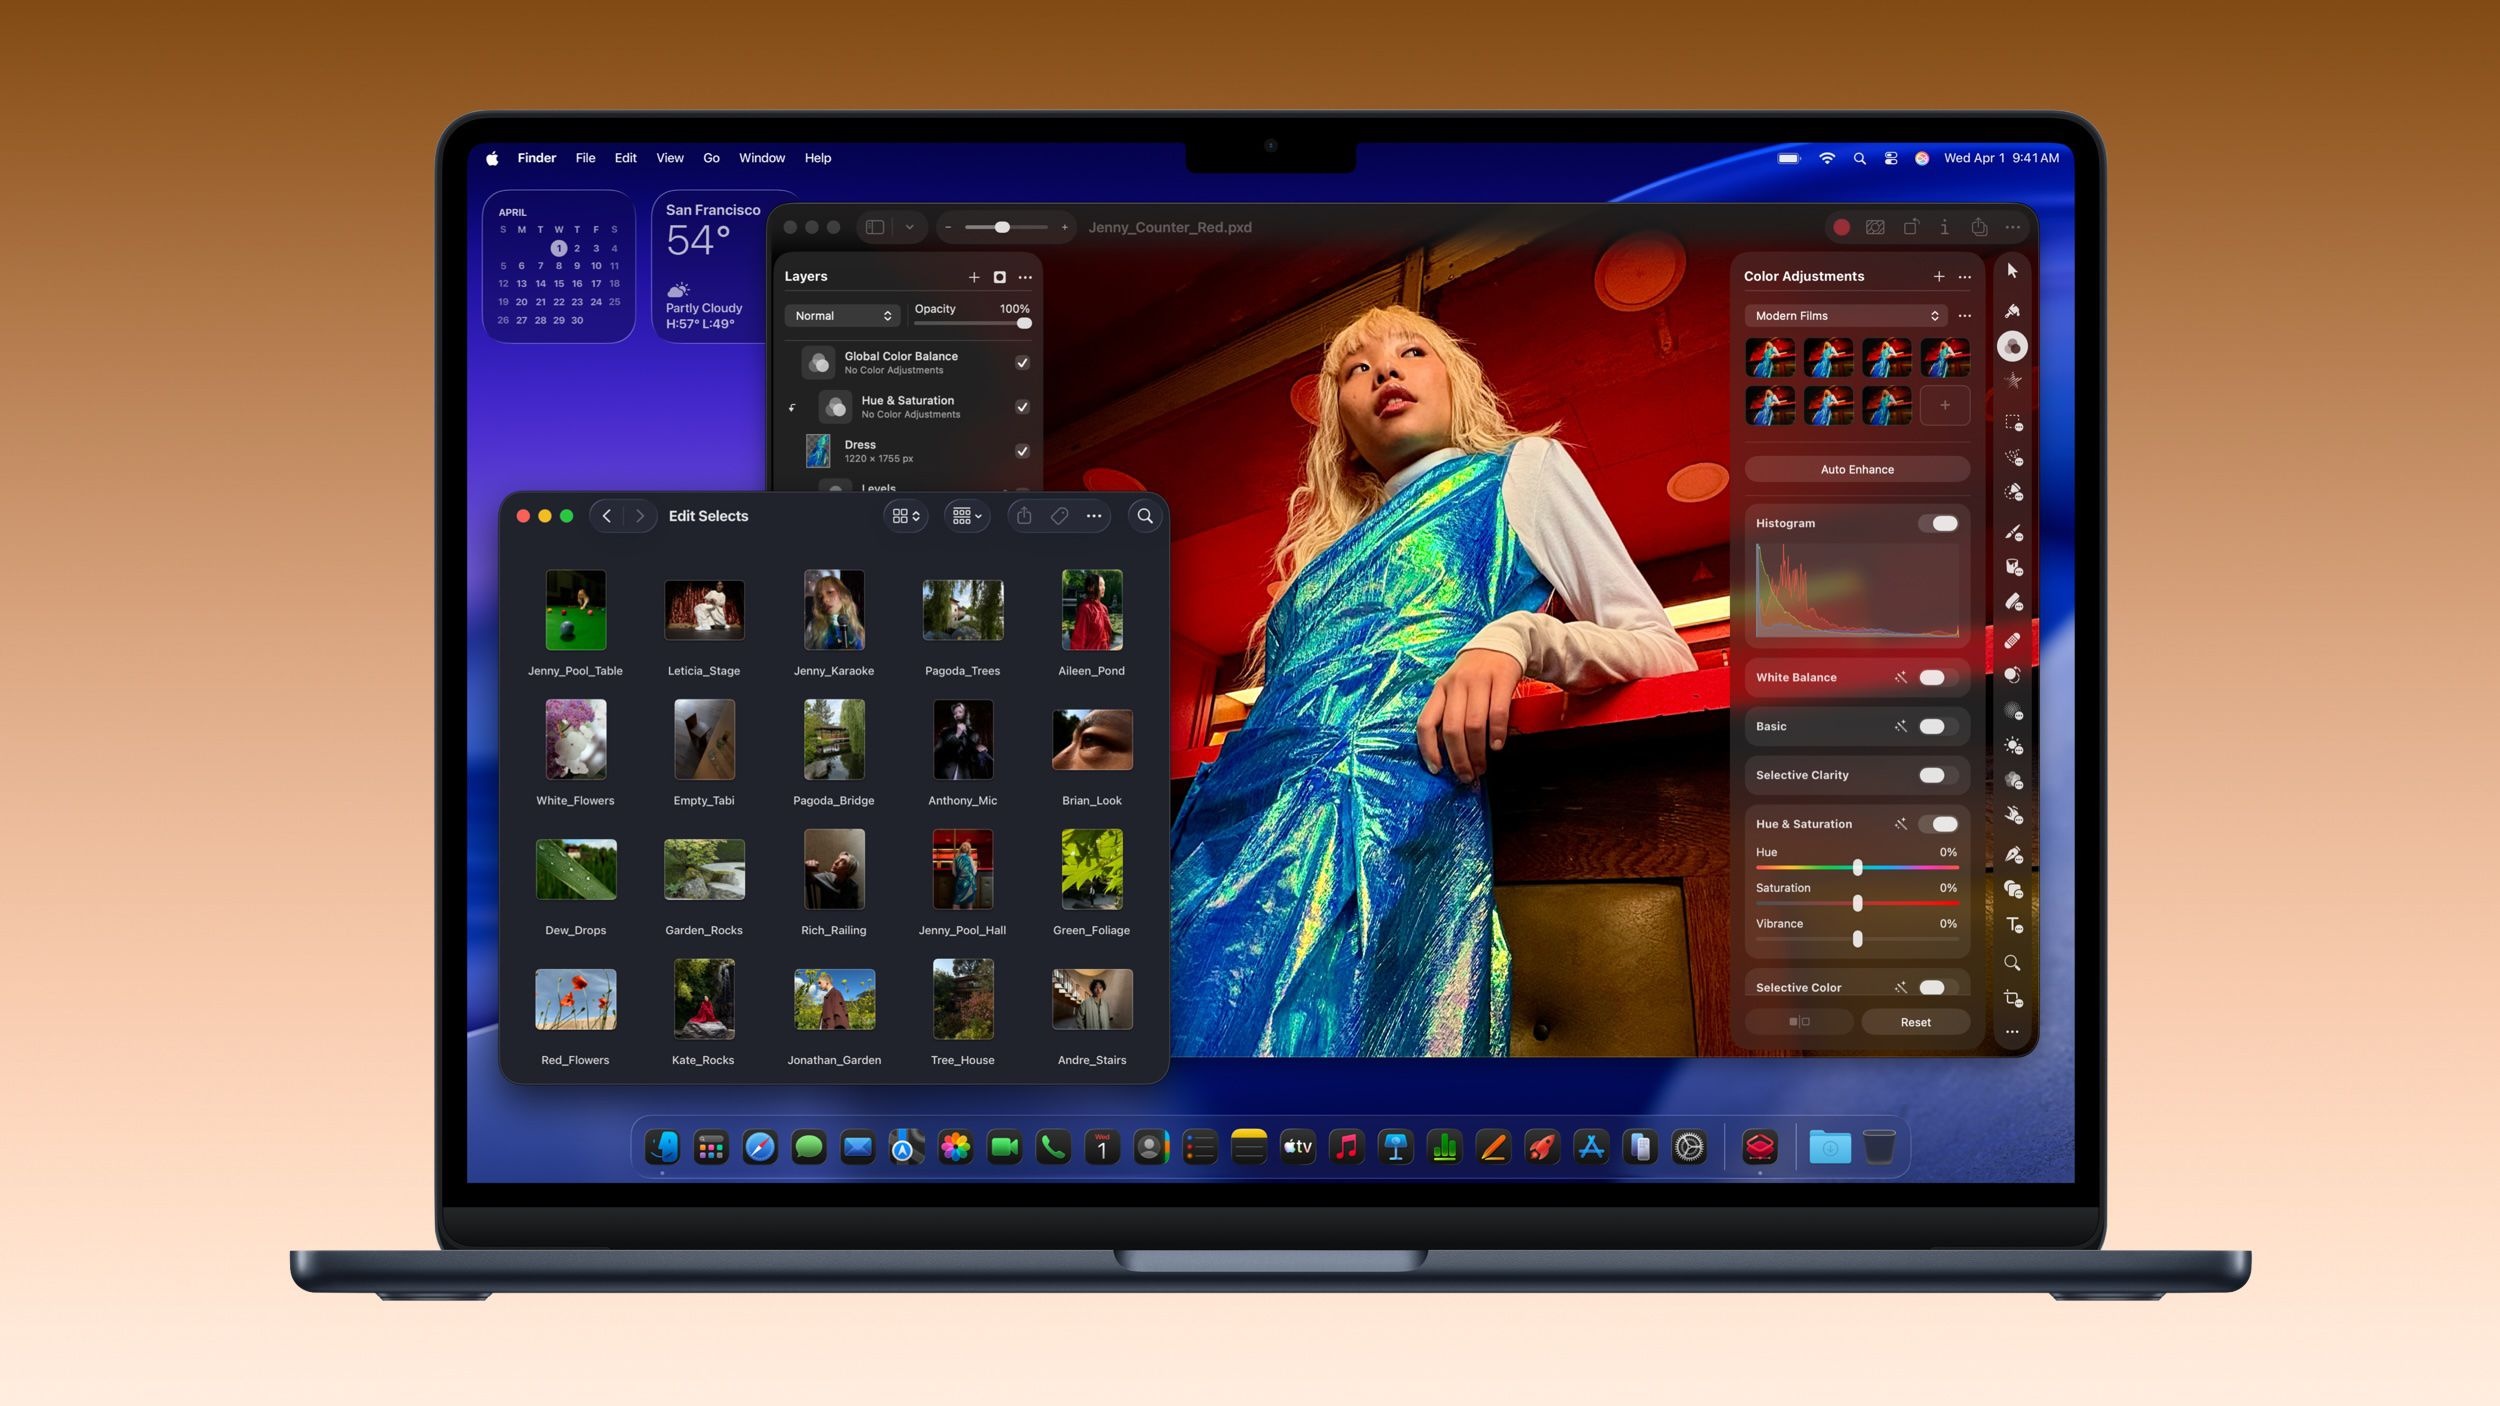 Finder File Edit View Go Window Help
Wed Apr 1 9:41 AM
APRIL
S M T W T F S
1 2 3 4
5 6 7 8 9 10 11
12 13 14 15 16 17 18
19 20 21 22 23 24 25
26 27 28 29 30
San Francisco
54°
Partly Cloudy
H:57° L:49°
Jenny_Counter_Red.pxd
Layers
Normal
Opacity 100%
Global Color Balance
No Color Adjustments
Hue & Saturation
No Color Adjustments
Dress
1220 × 1755 px
Levels
Color Adjustments
Modern Films
Auto Enhance
Histogram
White Balance
Basic
Selective Clarity
Hue & Saturation
Hue 0%
Saturation 0%
Vibrance 0%
Selective Color
Reset
Edit Selects
Jenny_Pool_Table Leticia_Stage Jenny_Karaoke Pagoda_Trees Aileen_Pond
White_Flowers Empty_Tabi Pagoda_Bridge Anthony_Mic Brian_Look
Dew_Drops Garden_Rocks Rich_Railing Jenny_Pool_Hall Green_Foliage
Red_Flowers Kate_Rocks Jonathan_Garden Tree_House Andre_Stairs
Wed
1
tv